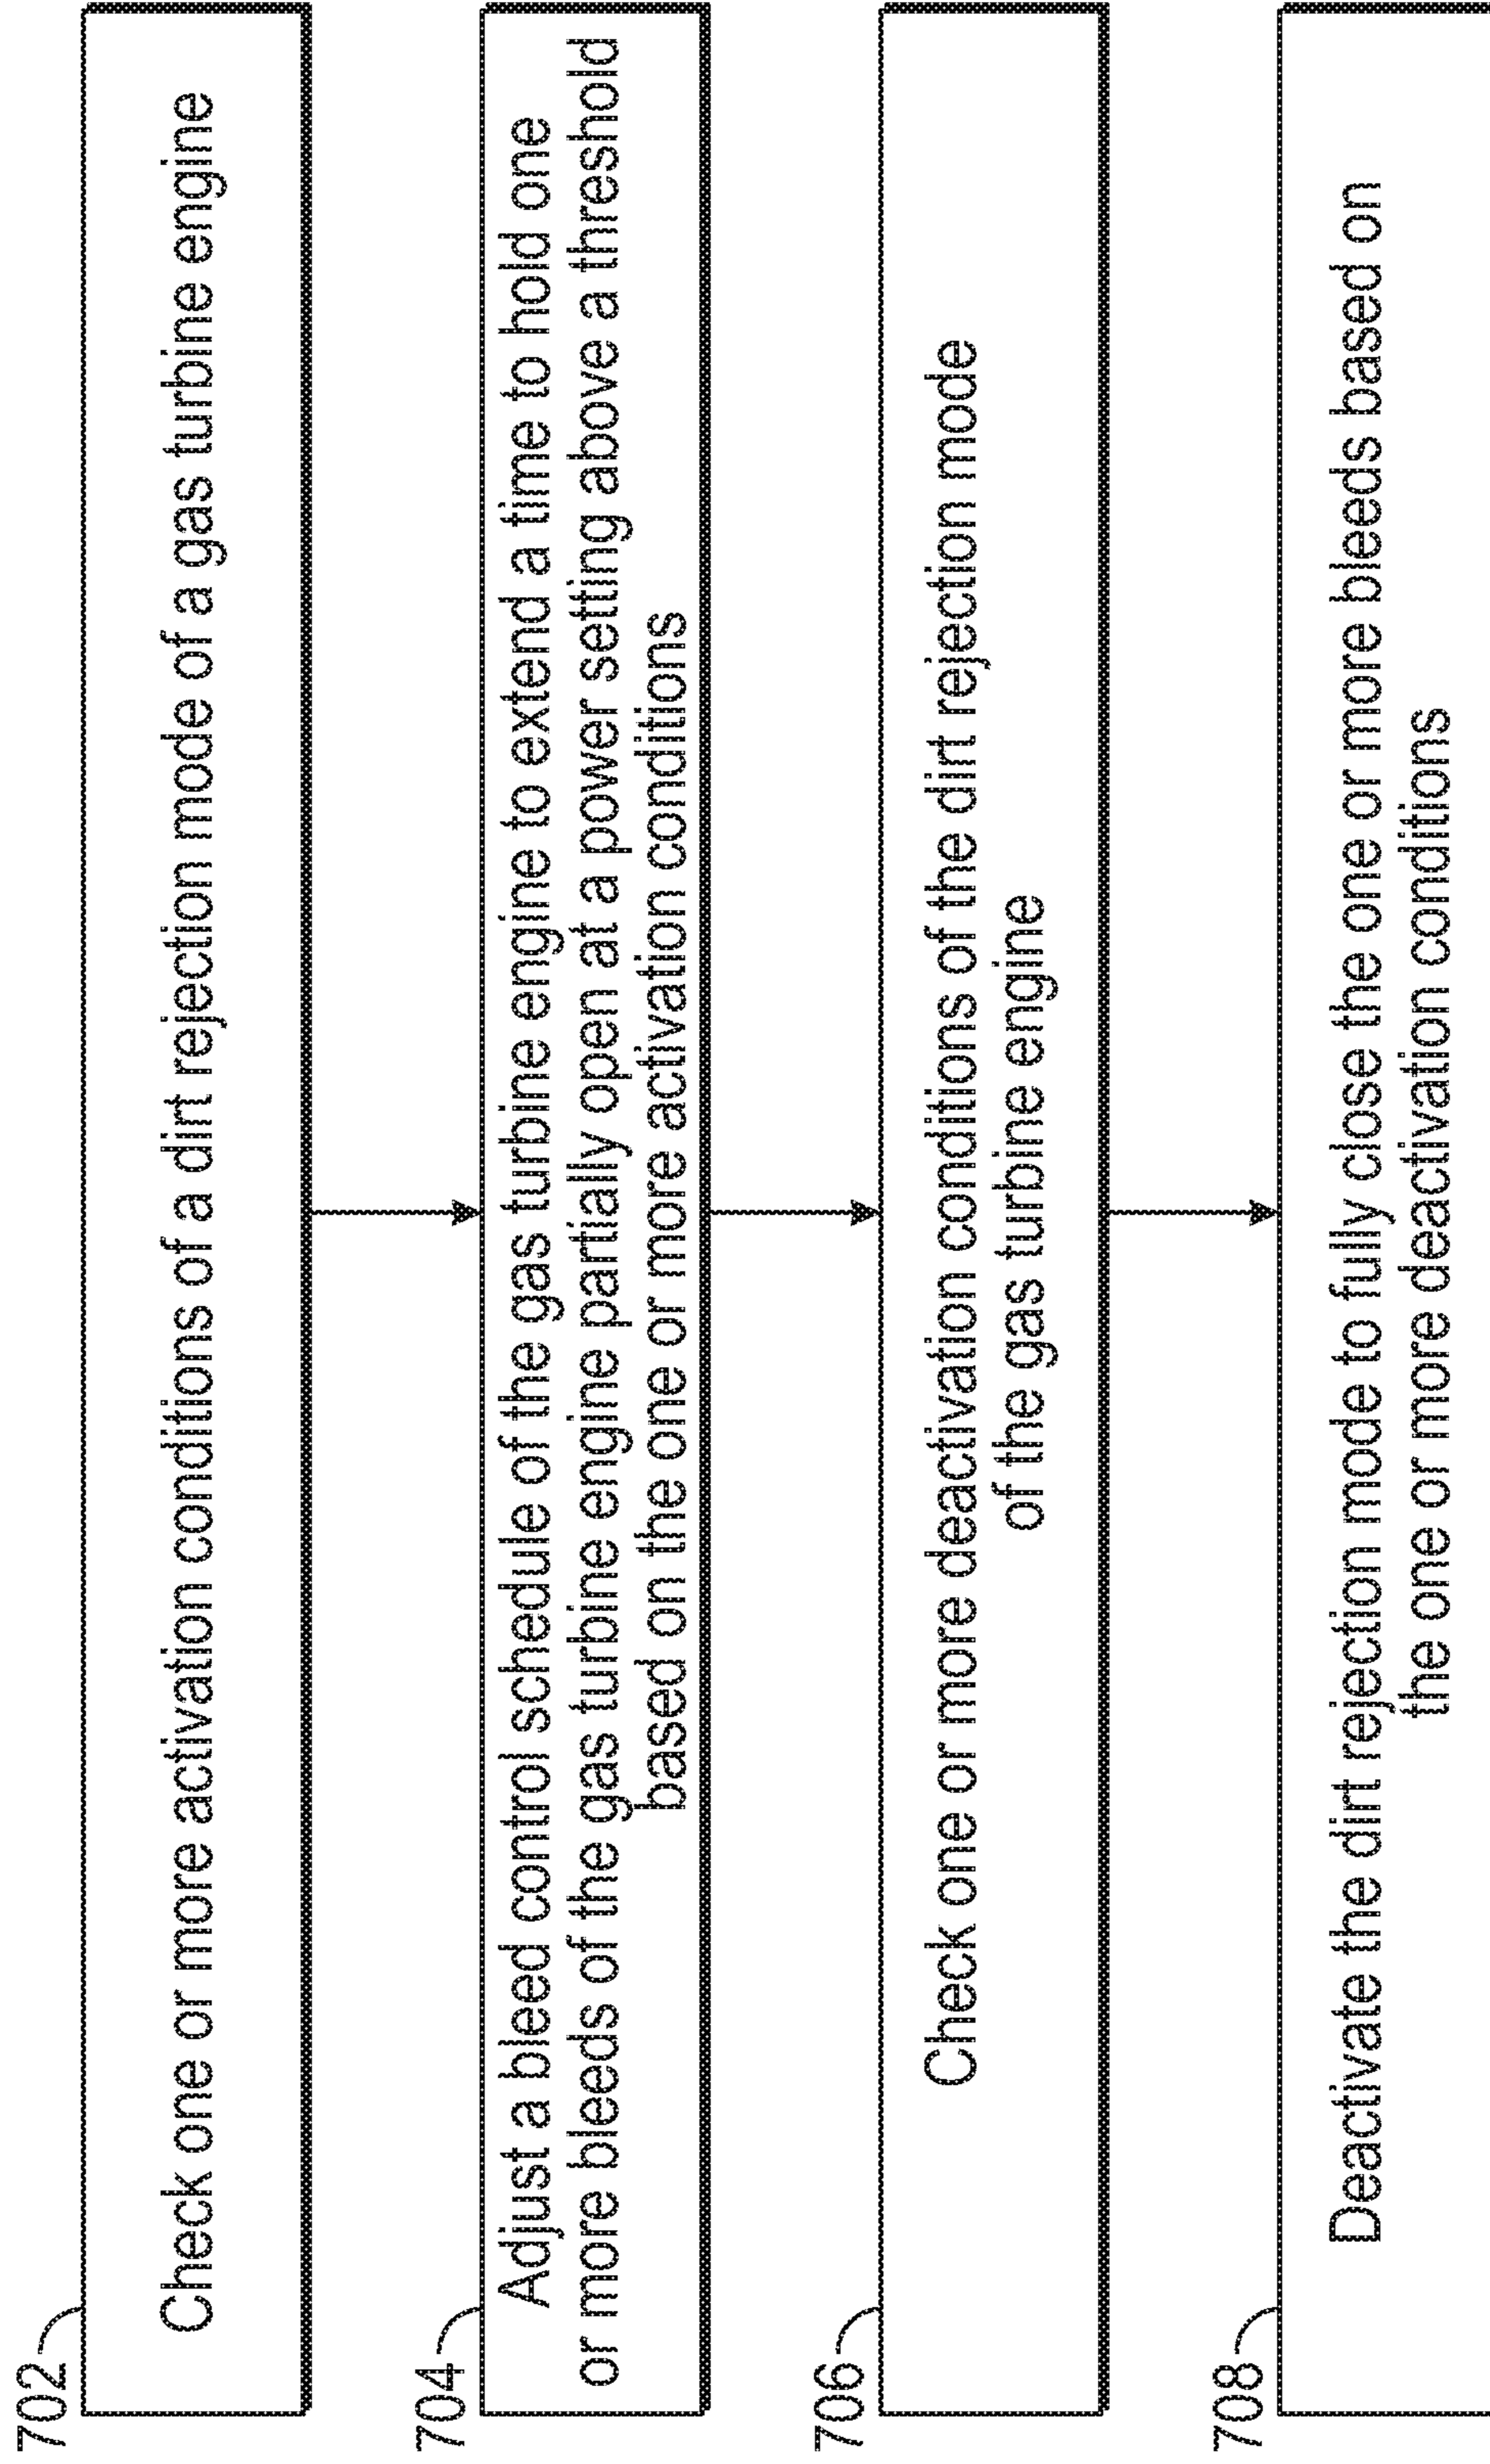 702
Check one or more activation conditions of a dirt rejection mode of a gas turbine engine
704
Adjust a bleed control schedule of the gas turbine engine to extend a time to hold one
or more bleeds of the gas turbine engine partially open at a power setting above a threshold
based on the one or more activation conditions
706
Check one or more deactivation conditions of the dirt rejection mode
of the gas turbine engine
708
Deactivate the dirt rejection mode to fully close the one or more bleeds based on
the one or more deactivation conditions